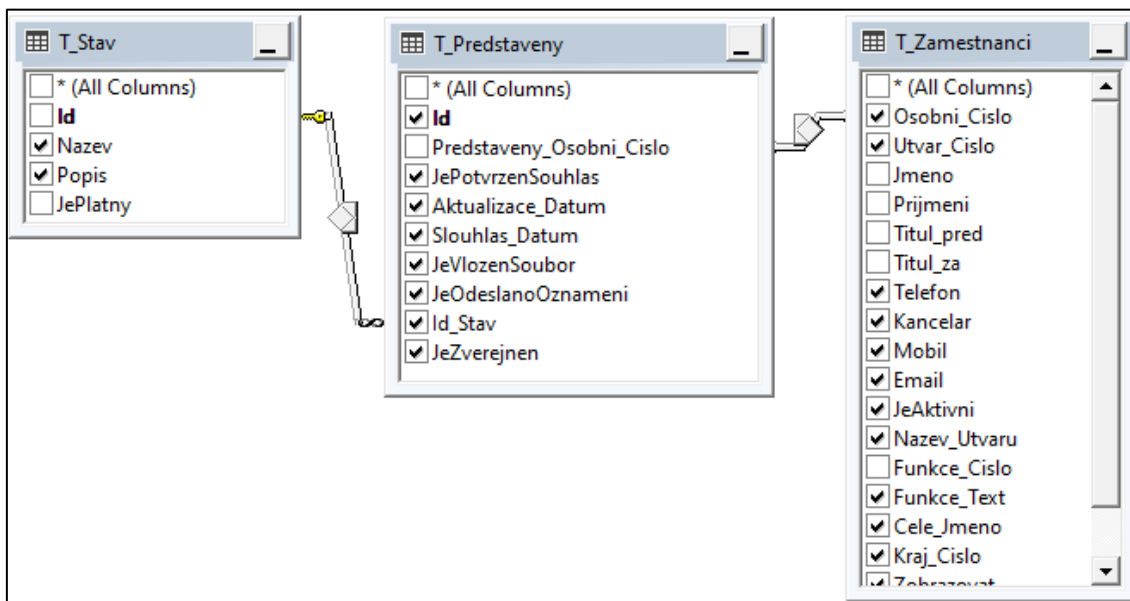 T_Stav
* (All Columns)
Id
Nazev
Popis
JePlatny
T_Predstaveny
* (All Columns)
Id
Predstaveny_Osobni_Cislo
JePotvrzenSouhlas
Aktualizace_Datum
Slouhlas_Datum
JeVlozenSoubor
JeOdeslanoOznameni
Id_Stav
JeZverejnen
T_Zamestnanci
* (All Columns)
Osobni_Cislo
Utvar_Cislo
Jmeno
Prijmeni
Titul_pred
Titul_za
Telefon
Kancelar
Mobil
Email
JeAktivni
Nazev_Utvaru
Funkce_Cislo
Funkce_Text
Cele_Jmeno
Kraj_Cislo
Zobrazovat